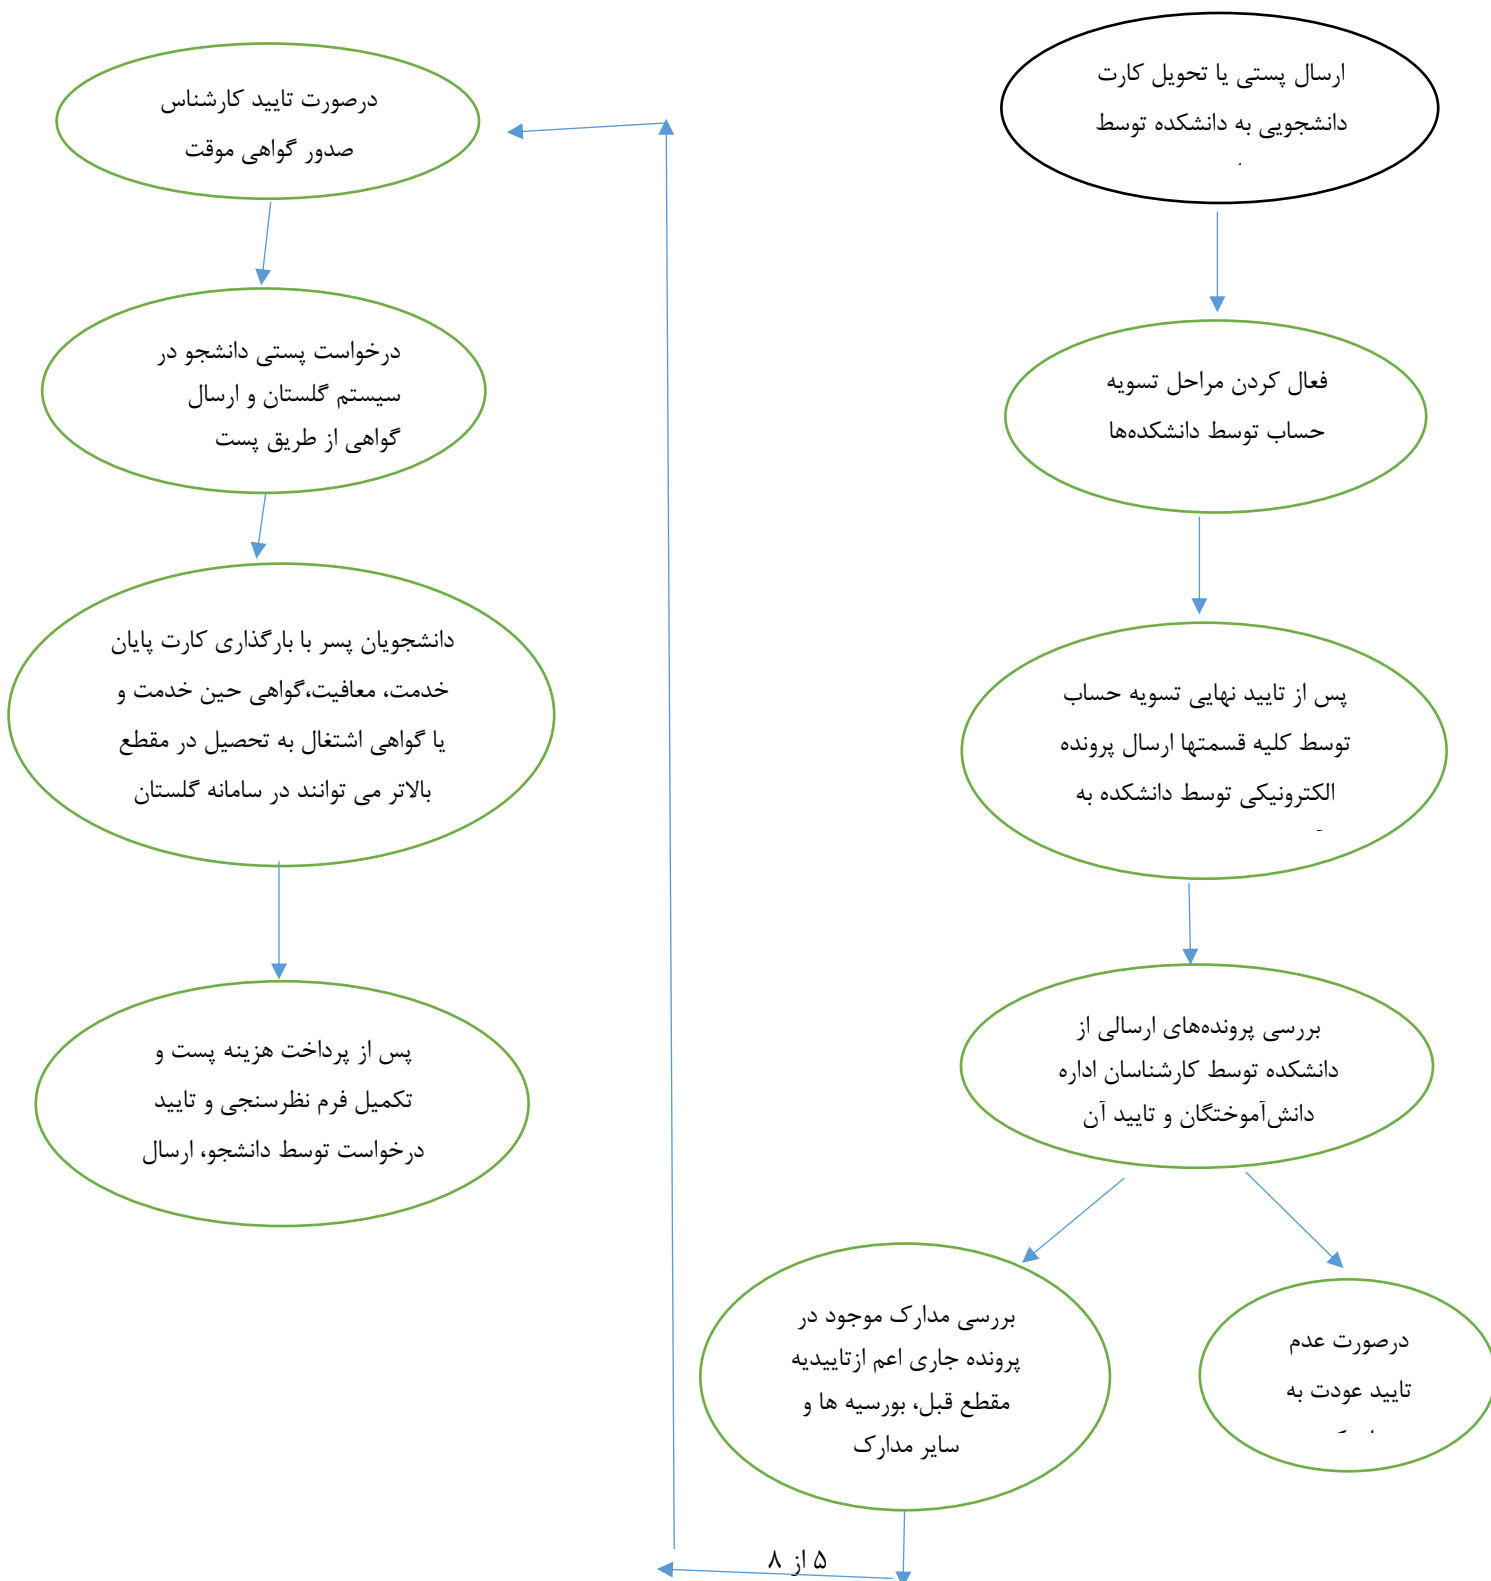 ارسال پستی یا تحویل کارت
دانشجویی به دانشکده توسط
فعال کردن مراحل تسویه
حساب توسط دانشکده‌ها
پس از تایید نهایی تسویه حساب
توسط کلیه قسمتها ارسال پرونده
الکترونیکی توسط دانشکده به
بررسی پرونده‌های ارسالی از
دانشکده توسط کارشناسان اداره
دانش‌آموختگان و تایید آن
درصورت عدم
تایید عودت به
بررسی مدارک موجود در
پرونده جاری اعم ازتاییدیه
مقطع قبل، بورسیه ها و
سایر مدارک
درصورت تایید کارشناس
صدور گواهی موقت
درخواست پستی دانشجو در
سیستم گلستان و ارسال
گواهی از طریق پست
دانشجویان پسر با بارگذاری کارت پایان
خدمت، معافیت،گواهی حین خدمت و
یا گواهی اشتغال به تحصیل در مقطع
بالاتر می توانند در سامانه گلستان
پس از پرداخت هزینه پست و
تکمیل فرم نظرسنجی و تایید
درخواست توسط دانشجو، ارسال
۵ از ۸